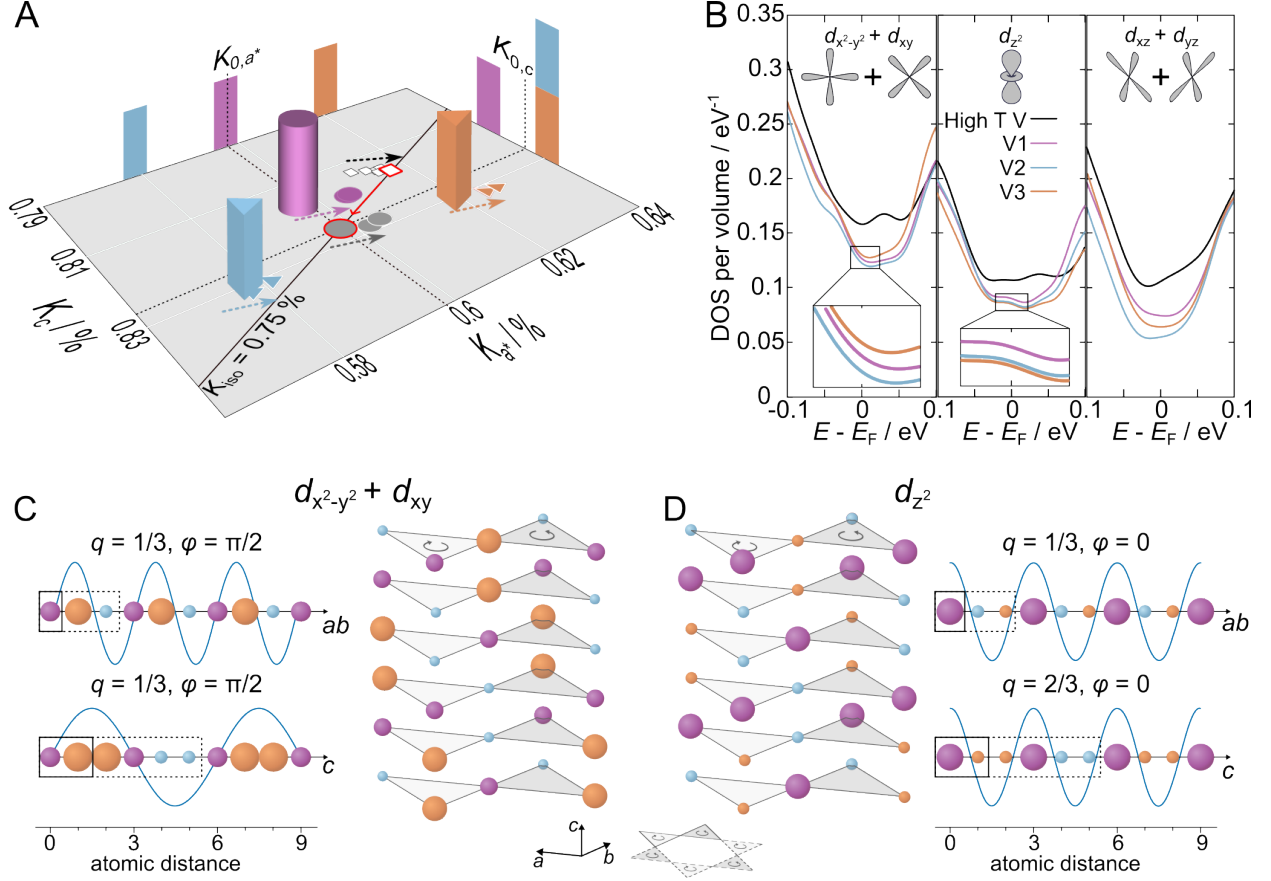 A
K0,a*
K0,c
0.79
0.81
0.83
Kc / %
Kiso = 0.75 %
0.58
0.6
0.62
0.64
Ka* / %
B
0.35
0.3
0.25
0.2
0.15
0.1
0.05
0
DOS per volume / eV⁻¹
dx²-y² + dxy
dz²
dxz + dyz
+
+
High T V
V1
V2
V3
-0.1 0 0.1 0 0.1 0 0.1
E - EF / eV
E - EF / eV
E - EF / eV
C
dx²-y² + dxy
q = 1/3, φ = π/2
ab
q = 1/3, φ = π/2
c
0 3 6 9
atomic distance
c
a
b
D
dz²
q = 1/3, φ = 0
ab
q = 2/3, φ = 0
c
0 3 6 9
atomic distance